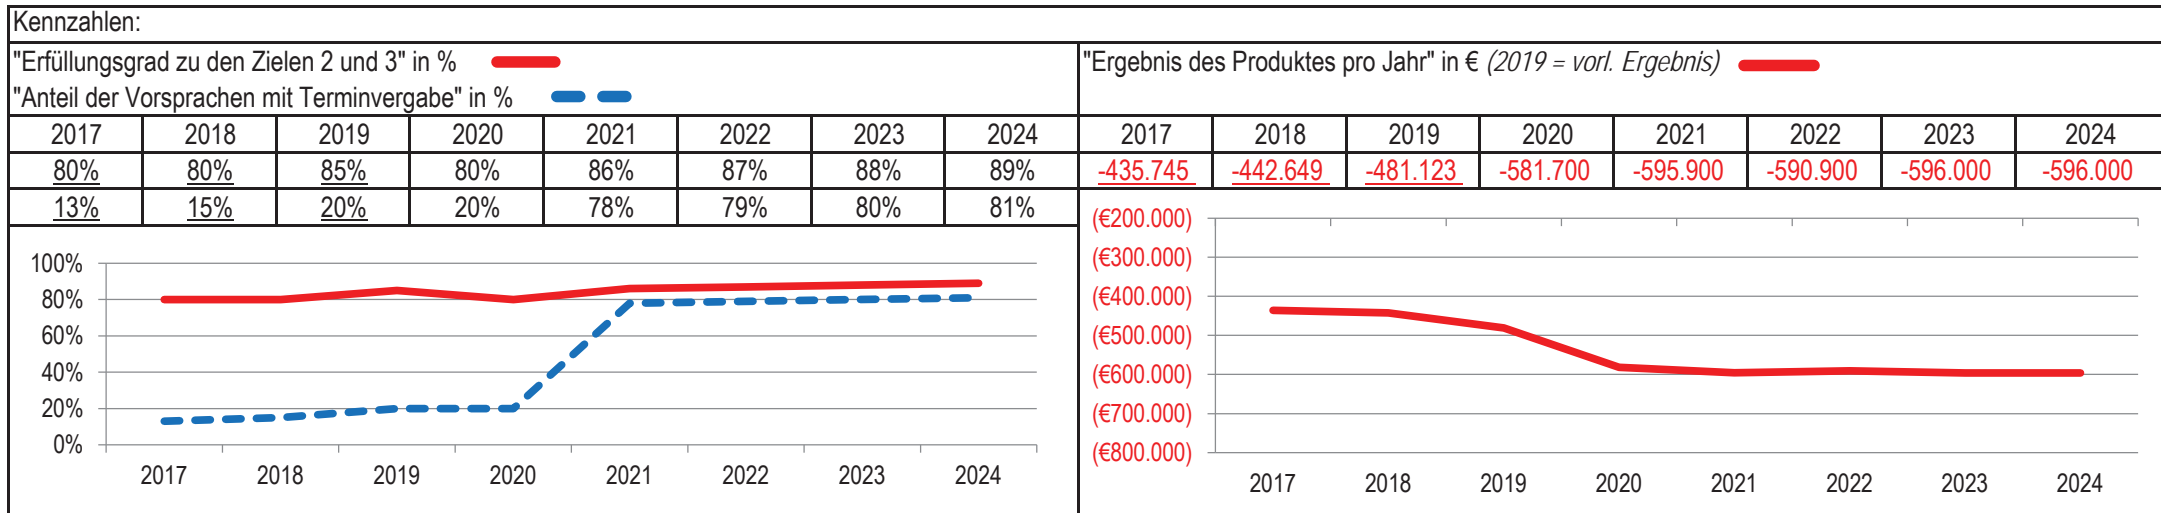 Kennzahlen:
"Erfüllungsgrad zu den Zielen 2 und 3" in %
"Anteil der Vorsprachen mit Terminvergabe" in %
2017 2018 2019 2020 2021 2022 2023 2024
80% 80% 85% 80% 86% 87% 88% 89%
13% 15% 20% 20% 78% 79% 80% 81%
100%
80%
60%
40%
20%
0%
2017 2018 2019 2020 2021 2022 2023 2024
"Ergebnis des Produktes pro Jahr" in € (2019 = vorl. Ergebnis)
2017 2018 2019 2020 2021 2022 2023 2024
-435.745 -442.649 -481.123 -581.700 -595.900 -590.900 -596.000 -596.000
(€200.000)
(€300.000)
(€400.000)
(€500.000)
(€600.000)
(€700.000)
(€800.000)
2017 2018 2019 2020 2021 2022 2023 2024